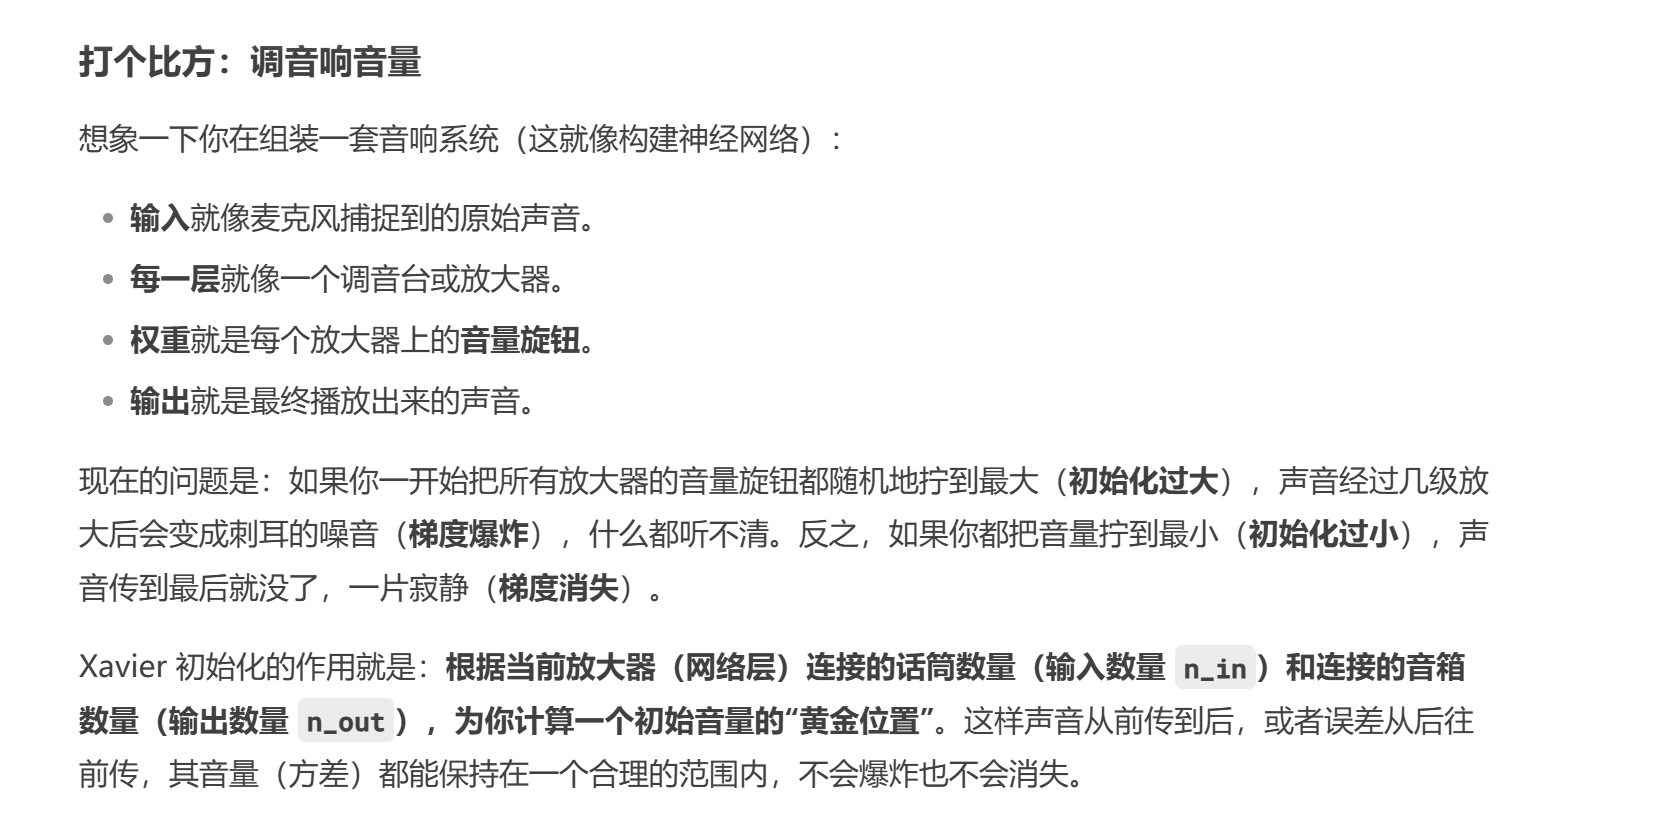 打个比方：调音响音量
想象一下你在组装一套音响系统（这就像构建神经网络）：
输入就像麦克风捕捉到的原始声音。
每一层就像一个调音台或放大器。
权重就是每个放大器上的音量旋钮。
输出就是最终播放出来的声音。
现在的问题是：如果你一开始把所有放大器的音量旋钮都随机地拧到最大（初始化过大），声音经过几级放
大后会变成刺耳的噪音（梯度爆炸），什么都听不清。反之，如果你都把音量拧到最小（初始化过小），声
音传到最后就没了，一片寂静（梯度消失）。
Xavier 初始化的作用就是：根据当前放大器（网络层）连接的话筒数量（输入数量 n_in）和连接的音箱
数量（输出数量 n_out），为你计算一个初始音量的“黄金位置”。这样声音从前传到后，或者误差从后往
前传，其音量（方差）都能保持在一个合理的范围内，不会爆炸也不会消失。